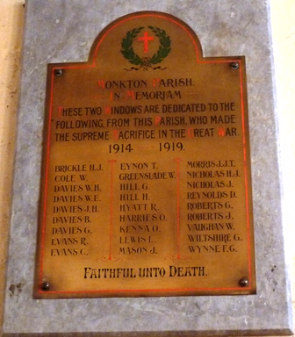 MONKTON PARISH
IN MEMORIAM
THESE TWO WINDOWS ARE DEDICATED TO THE
FOLLOWING, FROM THIS PARISH, WHO MADE
THE SUPREME SACRIFICE IN THE GREAT WAR.
1914 1919
BRICKLE H.J.
COLE W.
DAVIES W.H.
DAVIES W.E.
DAVIES J.H.
DAVIES B.
DAVIES G.
EVANS R.
EVANS C.
EYNON T.
GREENSLADE W.
HILL G.
HILL H.
HYATT R.
HARRIES O.
KENNA O.
LEWIS L.
MASON J.
MORRIS J.J.T.
NICHOLAS H.J.
NICHOLAS J.
REYNOLDS D.
ROBERTS G.
ROBERTS J.
VAUGHAN W.
WILTSHIRE G.
WYNNE F.G.
FAITHFUL UNTO DEATH.